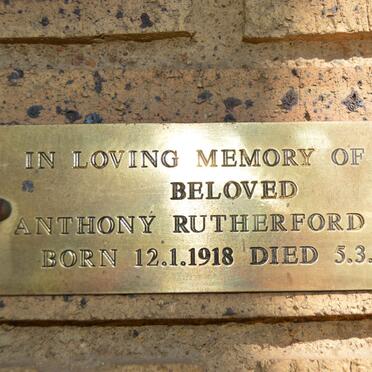 IN LOVING MEMORY OF
BELOVED
ANTHONY RUTHERFORD
BORN 12.1.1918 DIED 5.3.